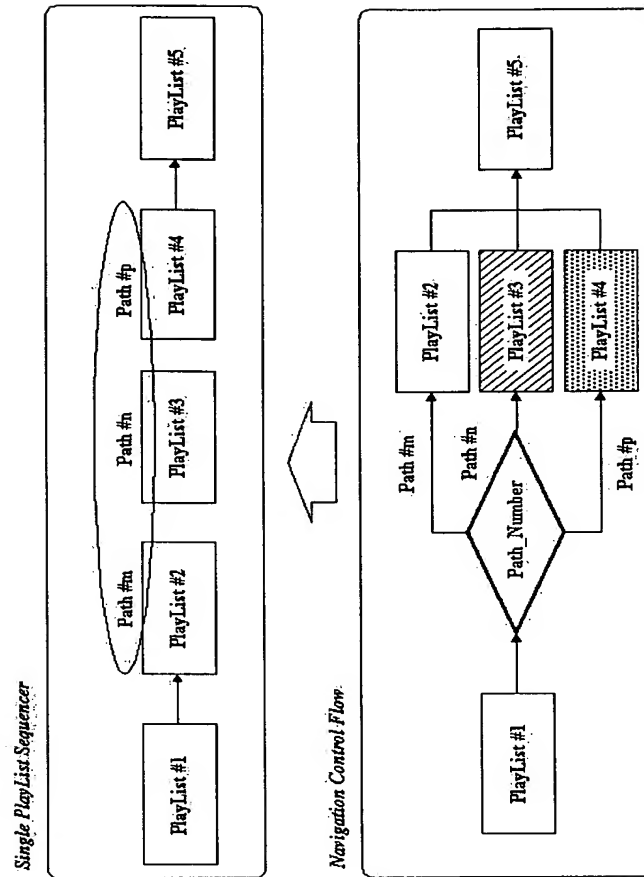 Single PlayList Sequencer
Path #m
Path #n
Path #p
PlayList #1
PlayList #2
PlayList #3
PlayList #4
PlayList #5
Navigation Control Flow
PlayList #1
Path_Number
Path #m
Path #n
Path #p
PlayList #2
PlayList #3
PlayList #4
PlayList #5